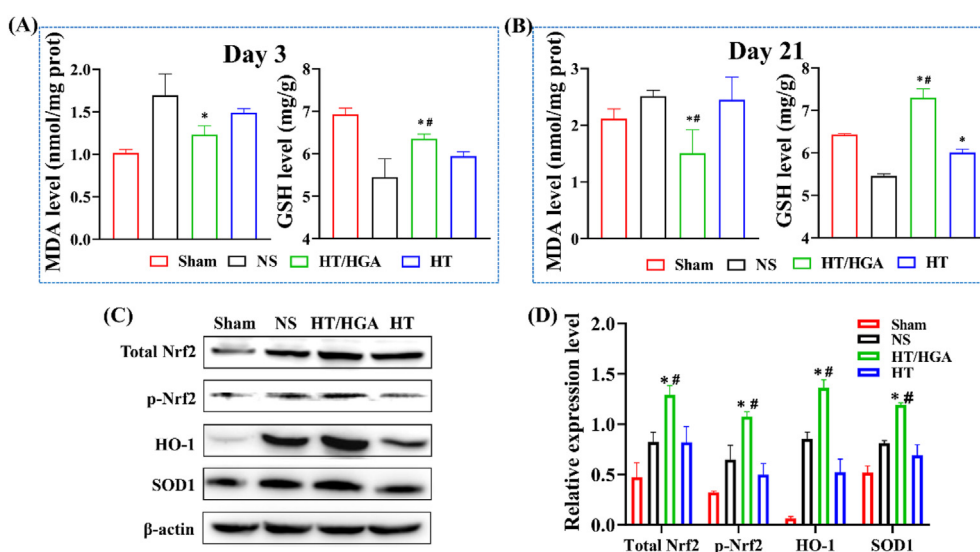 (A)
Day 3
MDA level (nmol/mg prot)
2.0
1.5
1.0
0.5
0.0
*
GSH level (mg/g)
8
7
6
5
4
*#
Sham NS HT/HGA HT
(B)
Day 21
MDA level (nmol/mg prot)
3
2
1
0
*#
GSH level (mg/g)
8
7
6
5
4
*#
*
Sham NS HT/HGA HT
(C)
Sham NS HT/HGA HT
Total Nrf2
p-Nrf2
HO-1
SOD1
β-actin
(D)
Relative expression level
2.0
1.5
1.0
0.5
0.0
Sham
NS
HT/HGA
HT
*#
*#
*#
*#
Total Nrf2 p-Nrf2 HO-1 SOD1